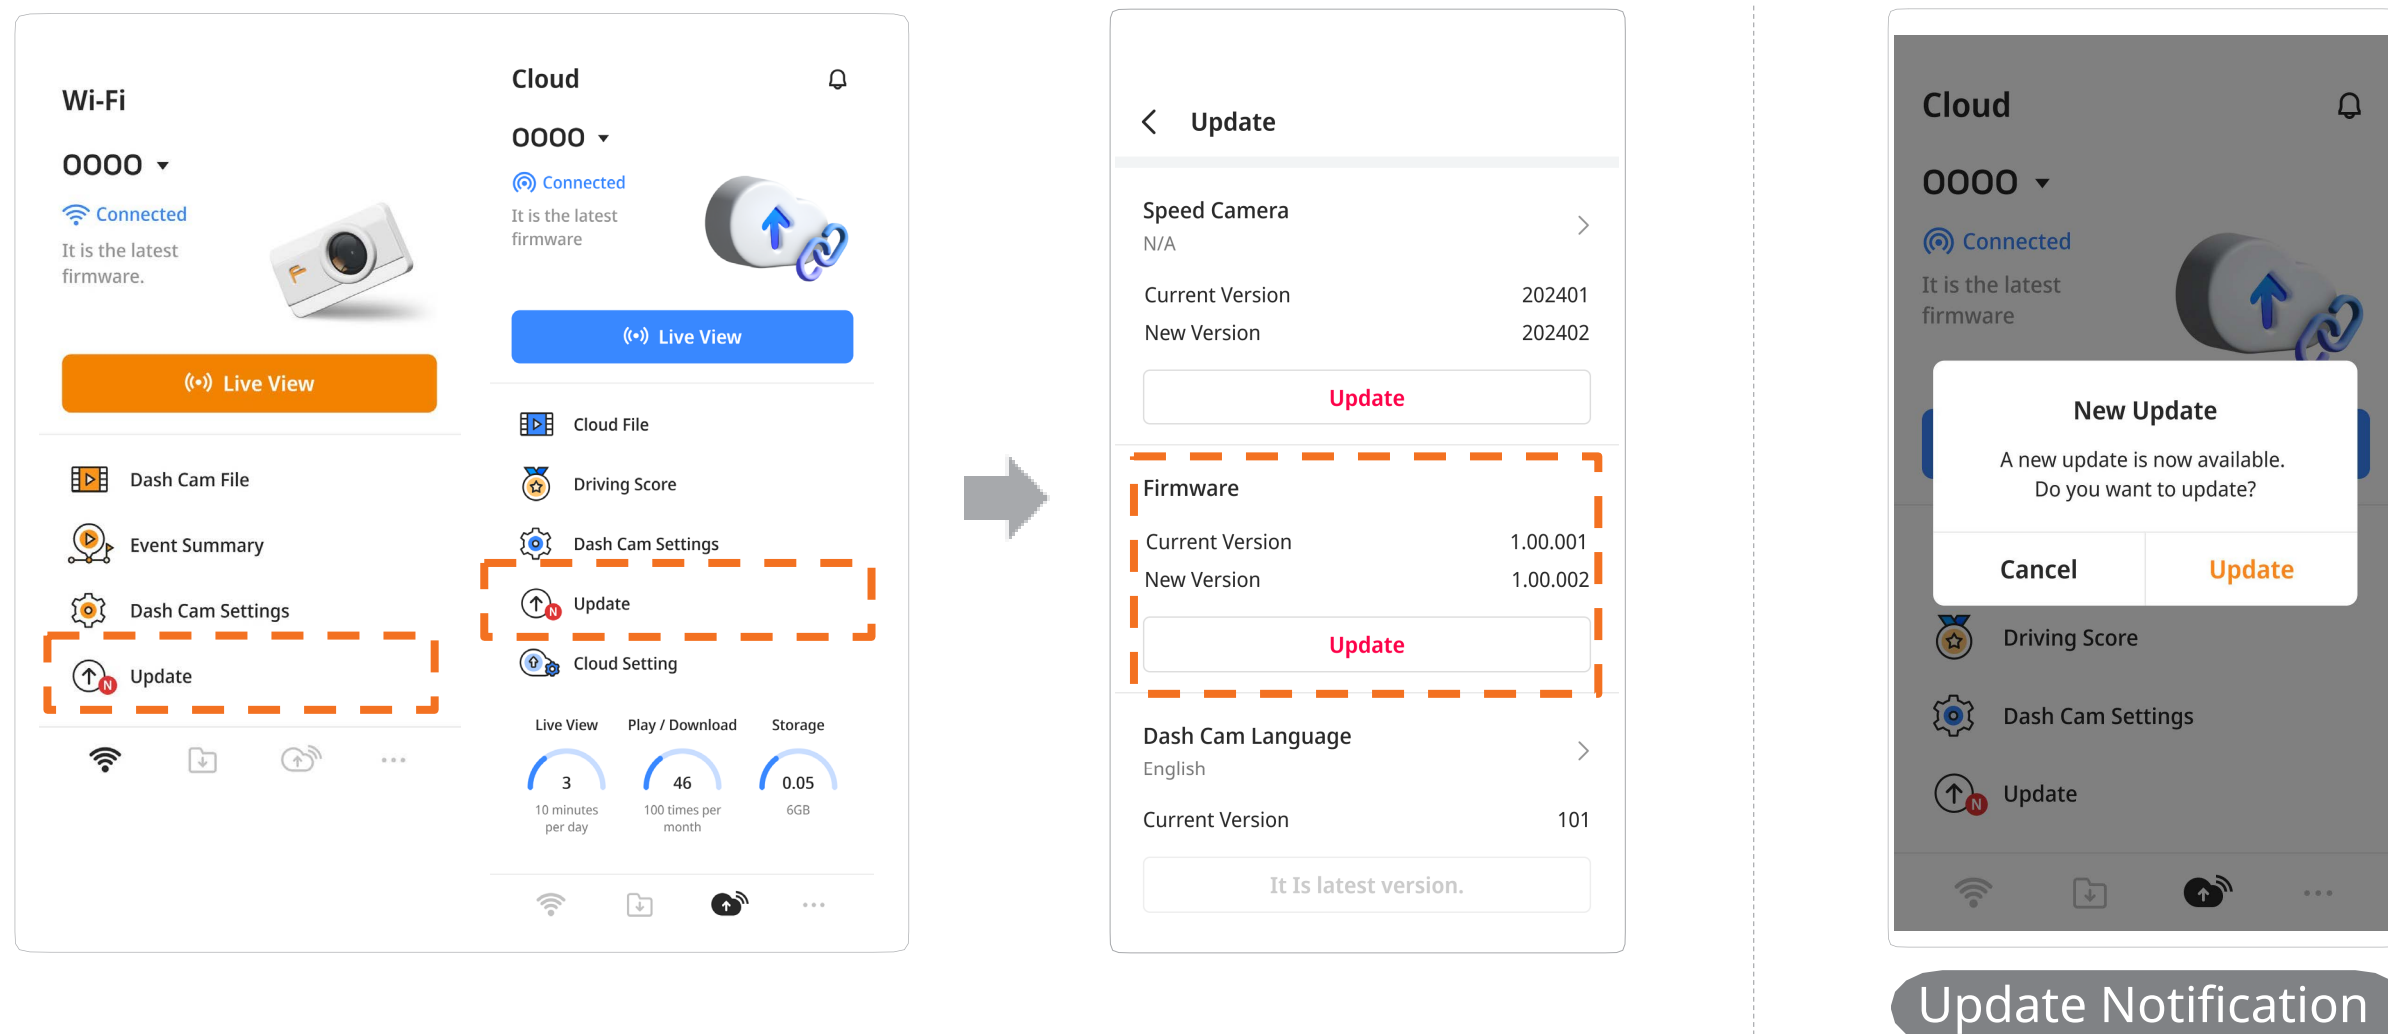 Wi-Fi
OOOO
Connected
It is the latest
firmware.
F
Live View
Dash Cam File
Event Summary
Dash Cam Settings
N
Update
Cloud
OOOO
Connected
It is the latest
firmware
Live View
Cloud File
Driving Score
Dash Cam Settings
N
Update
Cloud Setting
Live View Play / Download Storage
3 46 0.05
10 minutes 100 times per 6GB
per day month
Update
Speed Camera
N/A
Current Version 202401
New Version 202402
Update
Firmware
Current Version 1.00.001
New Version 1.00.002
Update
Dash Cam Language
English
Current Version 101
It Is latest version.
Cloud
OOOO
Connected
It is the latest
firmware
New Update
A new update is now available.
Do you want to update?
Cancel Update
Driving Score
Dash Cam Settings
N
Update
Update Notification